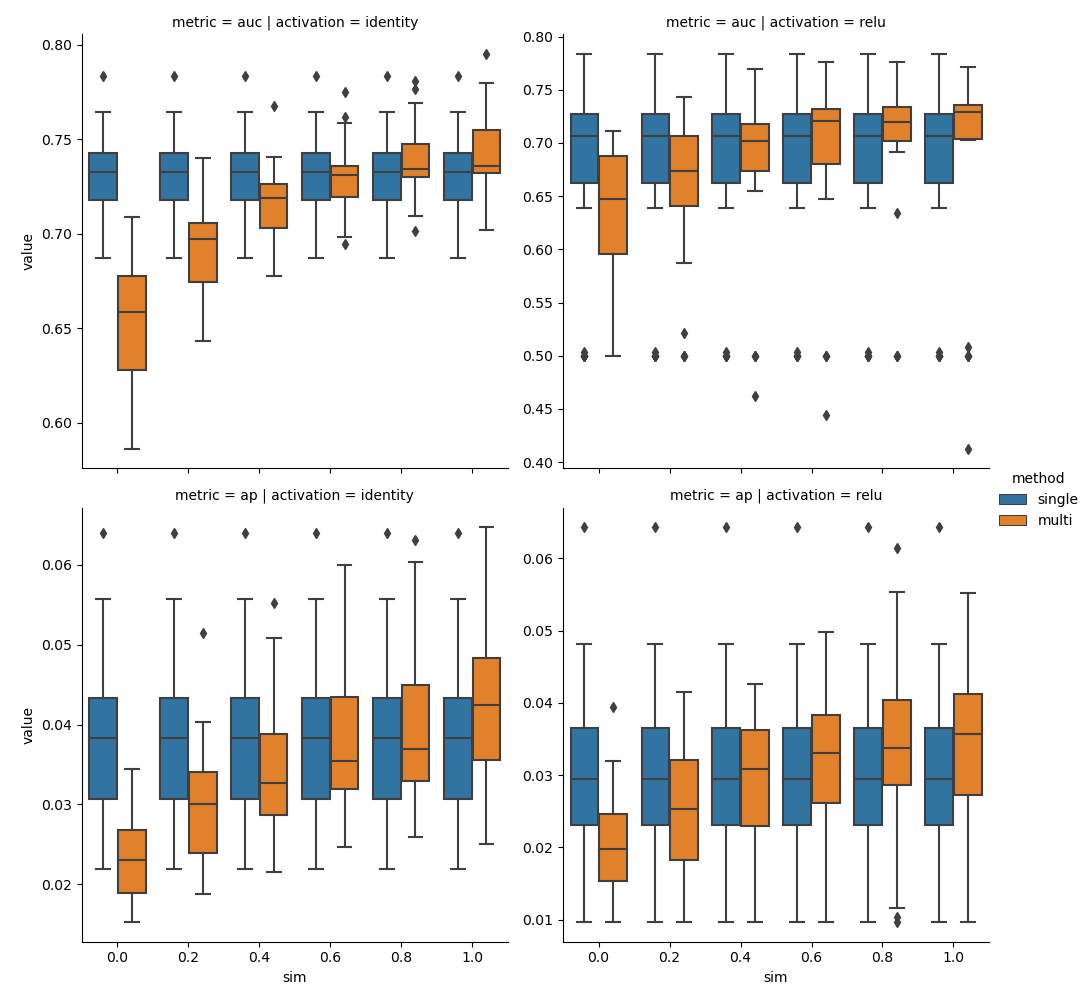 metric = auc | activation = identity
metric = auc | activation = relu
0.80
0.75
0.70
0.65
0.60
value
0.80
0.75
0.70
0.65
0.60
0.55
0.50
0.45
0.40
method
single
multi
metric = ap | activation = identity
metric = ap | activation = relu
0.06
0.05
0.04
0.03
0.02
value
0.06
0.05
0.04
0.03
0.02
0.01
0.0 0.2 0.4 0.6 0.8 1.0
sim
0.0 0.2 0.4 0.6 0.8 1.0
sim